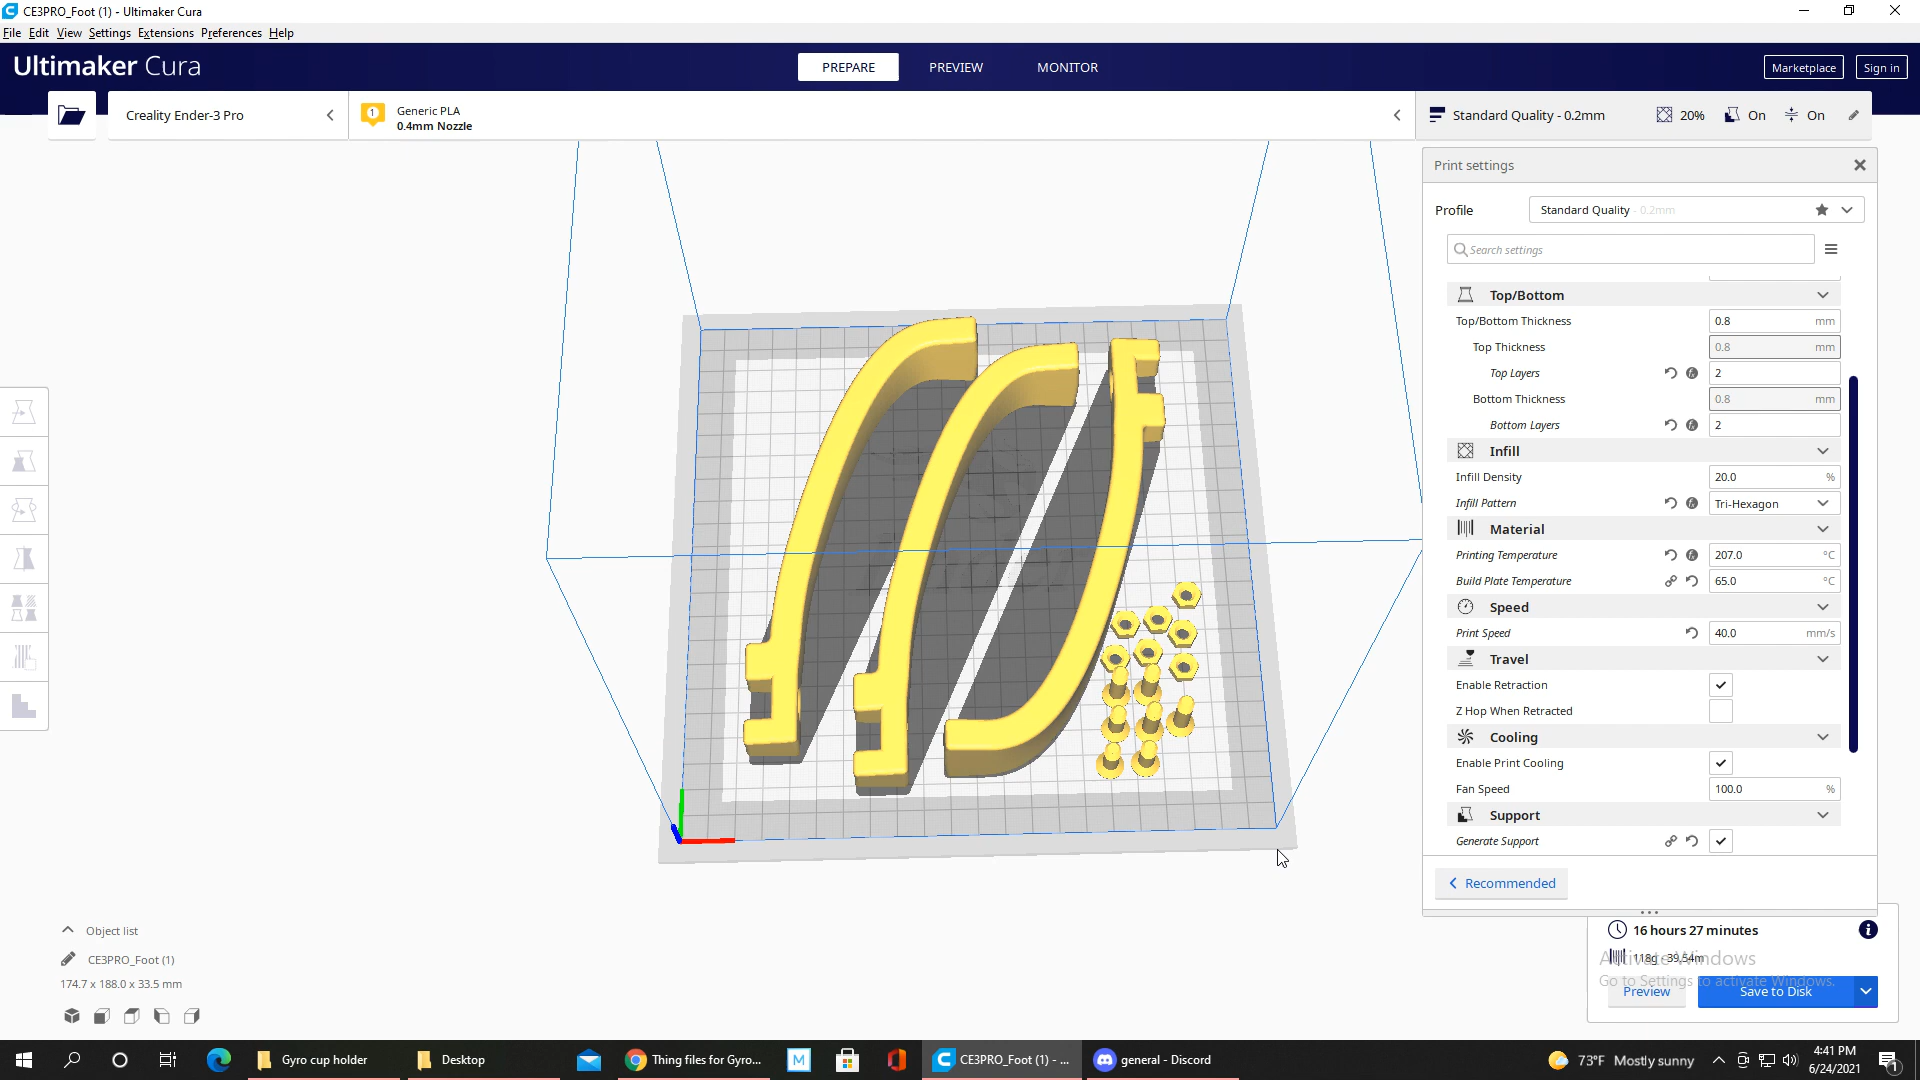 CE3PRO_Foot (1) - Ultimaker Cura
File Edit View Settings Extensions Preferences Help
Ultimaker Cura
PREPARE PREVIEW MONITOR
Marketplace Sign in
Creality Ender-3 Pro
1
Generic PLA
0.4mm Nozzle
Standard Quality - 0.2mm 20% On On
Print settings
Profile Standard Quality - 0.2mm
Search settings
Top/Bottom
Top/Bottom Thickness 0.8 mm
Top Thickness 0.8 mm
Top Layers 2
Bottom Thickness 0.8 mm
Bottom Layers 2
Infill
Infill Density 20.0 %
Infill Pattern Tri-Hexagon
Material
Printing Temperature 207.0 °C
Build Plate Temperature 65.0 °C
Speed
Print Speed 40.0 mm/s
Travel
Enable Retraction
Z Hop When Retracted
Cooling
Enable Print Cooling
Fan Speed 100.0 %
Support
Generate Support
Recommended
Object list
CE3PRO_Foot (1)
174.7 x 188.0 x 33.5 mm
16 hours 27 minutes
118g · 39.54m
Activate Windows
Go to Settings to activate Windows.
Preview Save to Disk
Gyro cup holder Desktop Thing files for Gyro... M CE3PRO_Foot (1) - ... general - Discord 73°F Mostly sunny
4:41 PM
6/24/2021
1